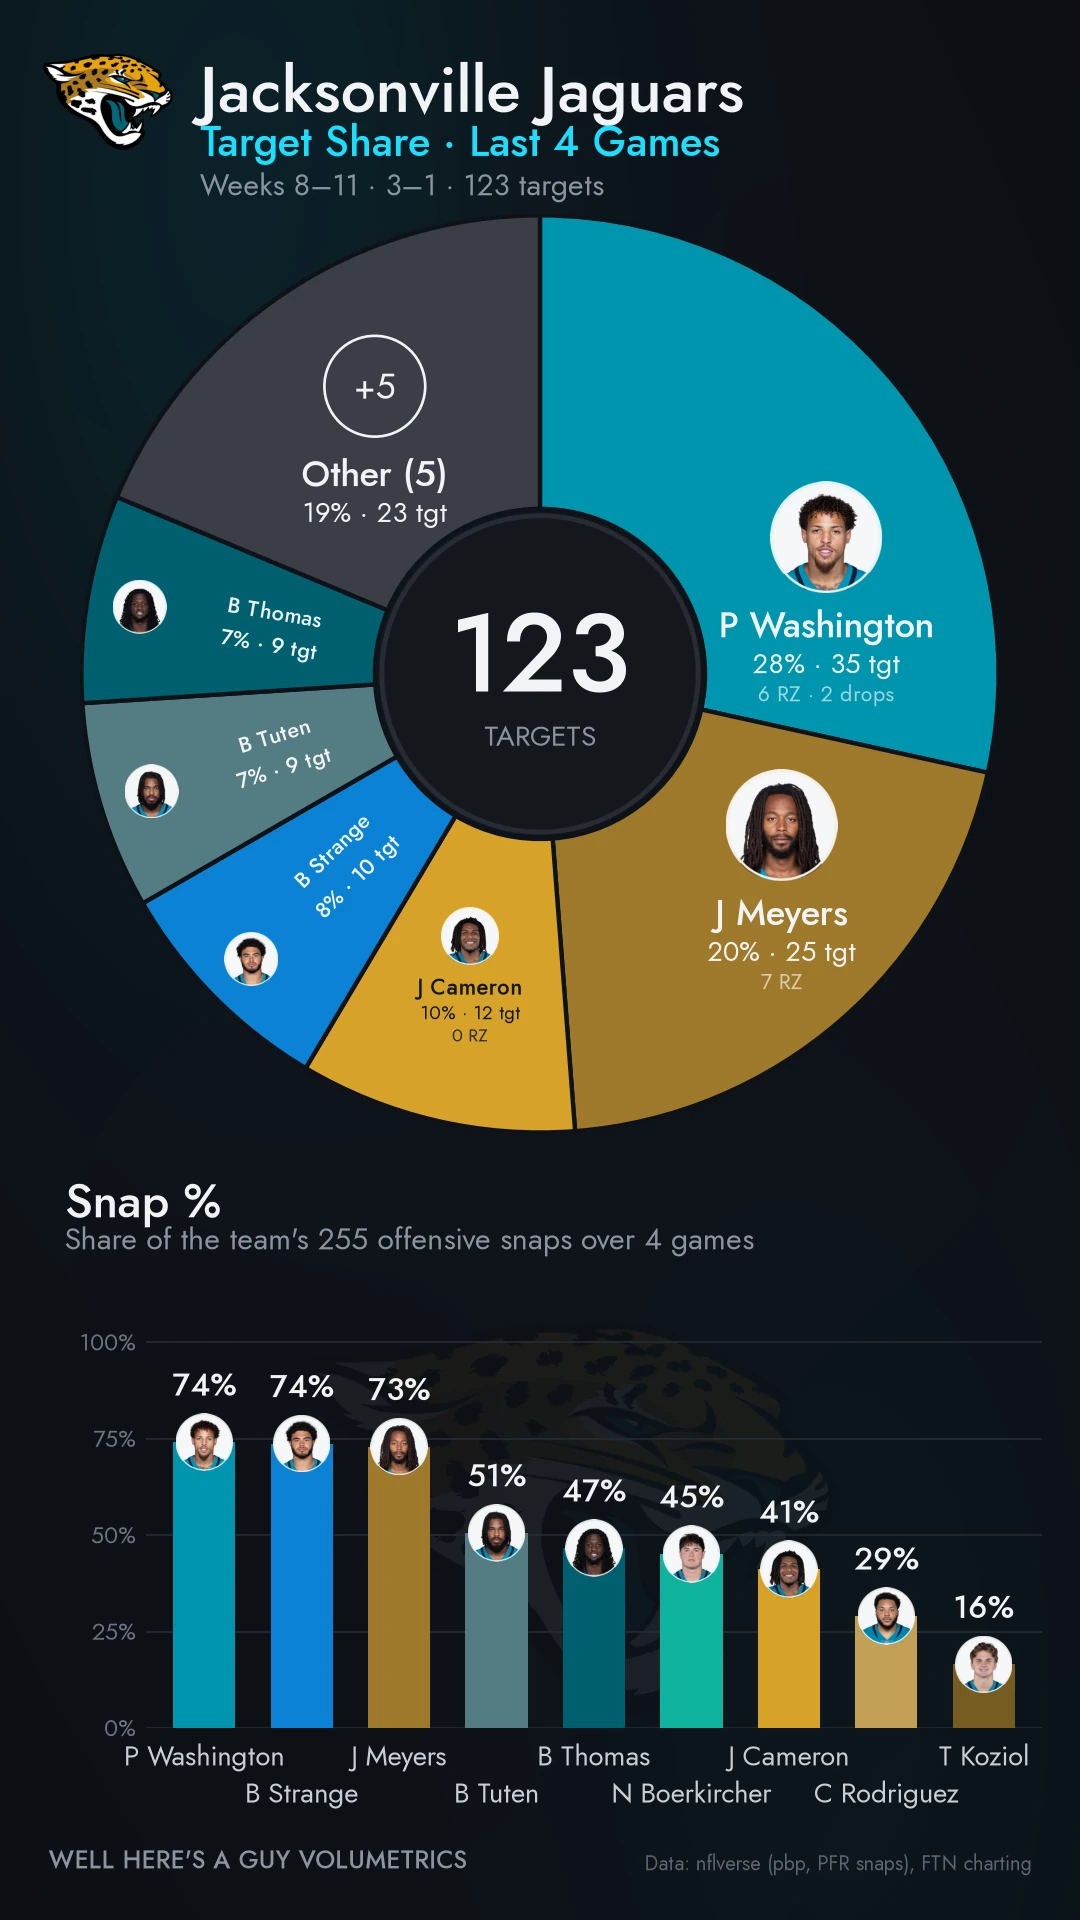 Jacksonville Jaguars
Target Share · Last 4 Games
Weeks 8–11 · 3–1 · 123 targets
+5
Other (5)
19% · 23 tgt
P Washington
28% · 35 tgt
6 RZ · 2 drops
B Thomas
7% · 9 tgt
123
TARGETS
B Tuten
7% · 9 tgt
B Strange
8% · 10 tgt
J Cameron
10% · 12 tgt
0 RZ
J Meyers
20% · 25 tgt
7 RZ
Snap %
Share of the team's 255 offensive snaps over 4 games
100%
75%
50%
25%
0%
74%
74%
73%
51%
47%
45%
41%
29%
16%
P Washington
B Strange
J Meyers
B Tuten
B Thomas
N Boerkircher
J Cameron
C Rodriguez
T Koziol
WELL HERE'S A GUY VOLUMETRICS
Data: nflverse (pbp, PFR snaps), FTN charting